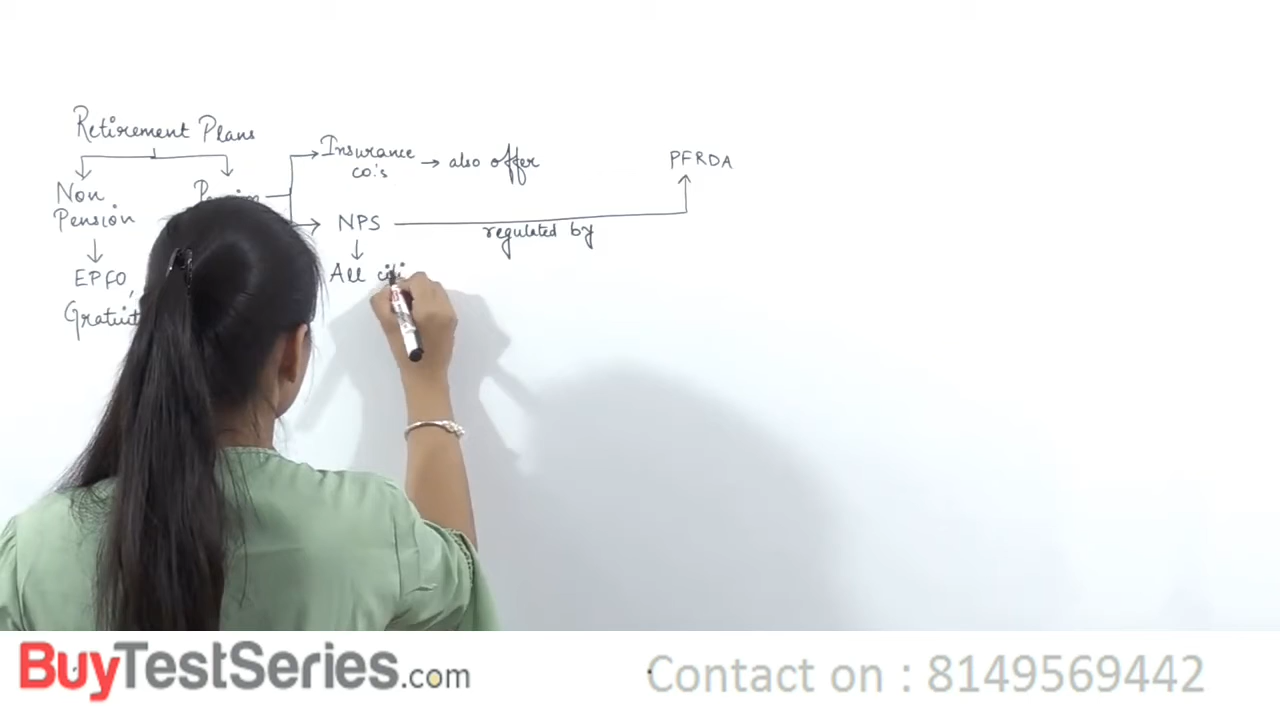 Retirement Plans
Non
Pension
EPFO,
Insurance
co's
→ also offer
NPS
regulated by
PFRDA
All
BuyTestSeries.com
Contact on : 8149569442